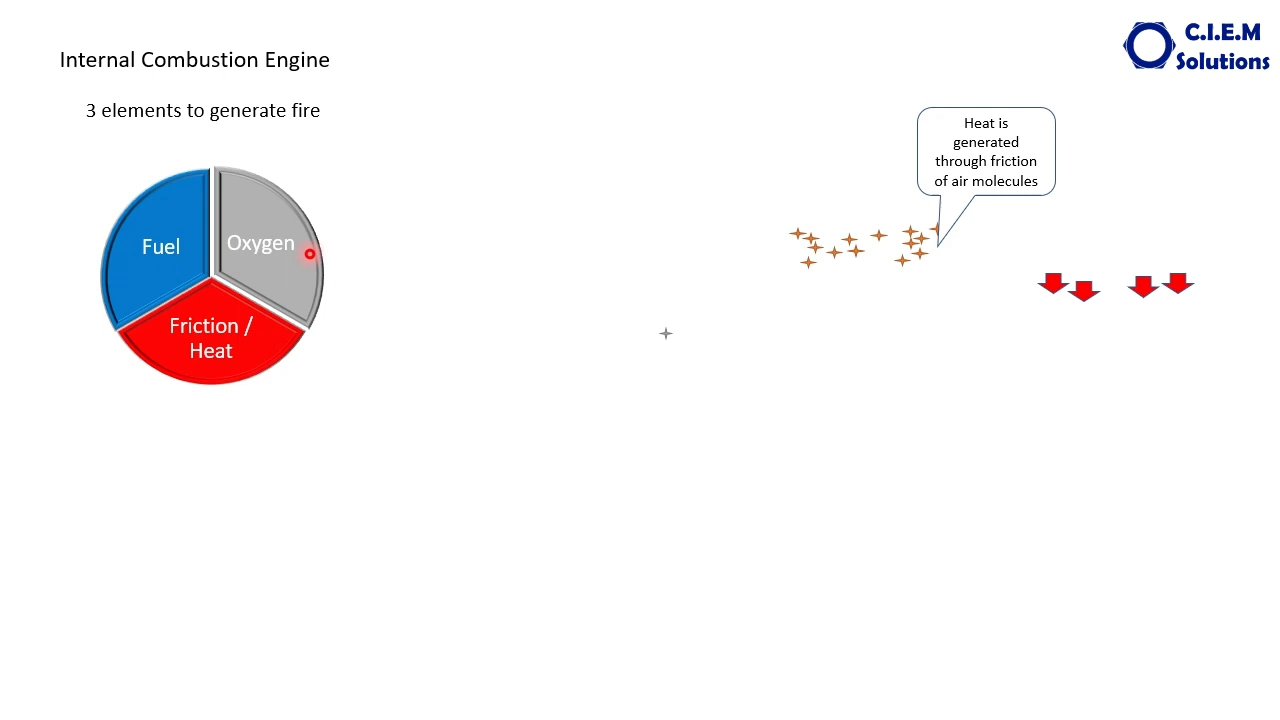 C.I.E.M
Solutions
Internal Combustion Engine
3 elements to generate fire
Heat is
generated
through friction
of air molecules
Fuel
Oxygen
Friction /
Heat